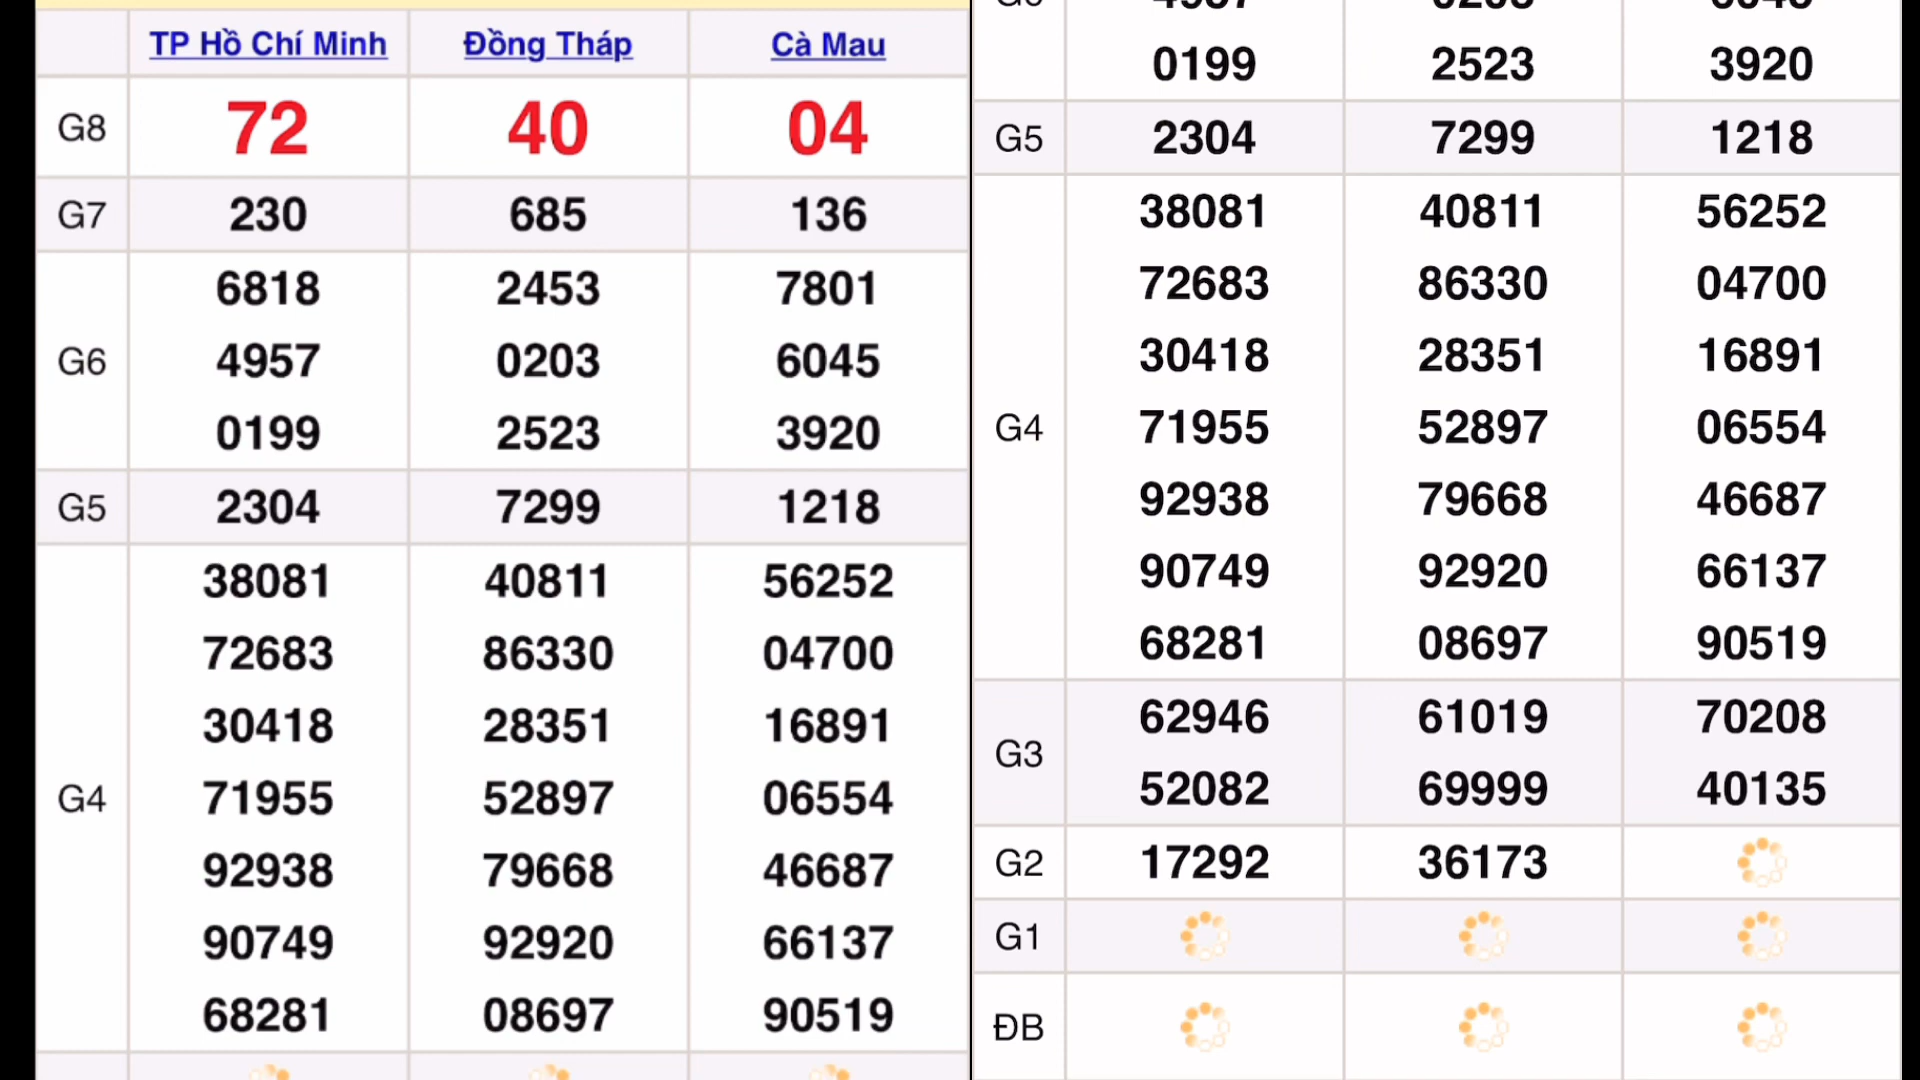 TP Hồ Chí Minh Đồng Tháp Cà Mau
G8 72 40 04
G7 230 685 136
6818 2453 7801
G6 4957 0203 6045
0199 2523 3920
G5 2304 7299 1218
38081 40811 56252
72683 86330 04700
30418 28351 16891
G4 71955 52897 06554
92938 79668 46687
90749 92920 66137
68281 08697 90519
0199 2523 3920
G5 2304 7299 1218
38081 40811 56252
72683 86330 04700
30418 28351 16891
G4 71955 52897 06554
92938 79668 46687
90749 92920 66137
68281 08697 90519
62946 61019 70208
G3
52082 69999 40135
G2 17292 36173
G1
ĐB